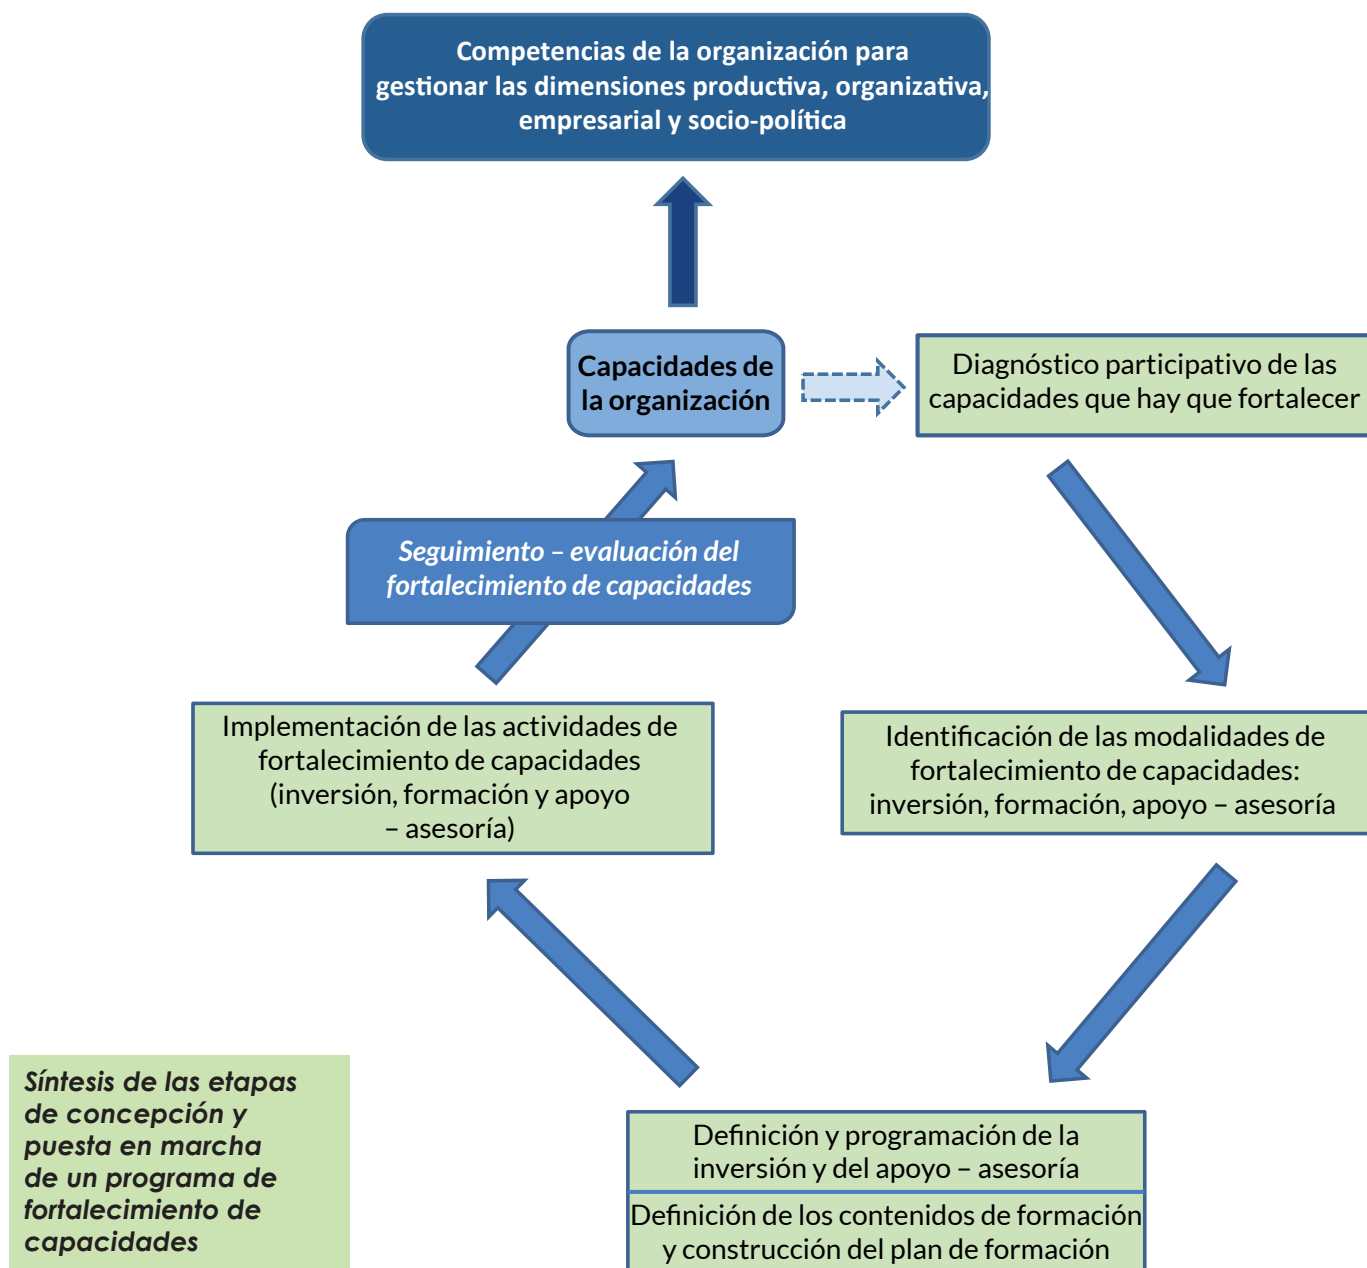 Competencias de la organización para
gestionar las dimensiones productiva, organizativa,
empresarial y socio-política
Capacidades de
la organización
Diagnóstico participativo de las
capacidades que hay que fortalecer
Seguimiento – evaluación del
fortalecimiento de capacidades
Implementación de las actividades de
fortalecimiento de capacidades
(inversión, formación y apoyo
– asesoría)
Identificación de las modalidades de
fortalecimiento de capacidades:
inversión, formación, apoyo – asesoría
Síntesis de las etapas
de concepción y
puesta en marcha
de un programa de
fortalecimiento de
capacidades
Definición y programación de la
inversión y del apoyo – asesoría
Definición de los contenidos de formación
y construcción del plan de formación